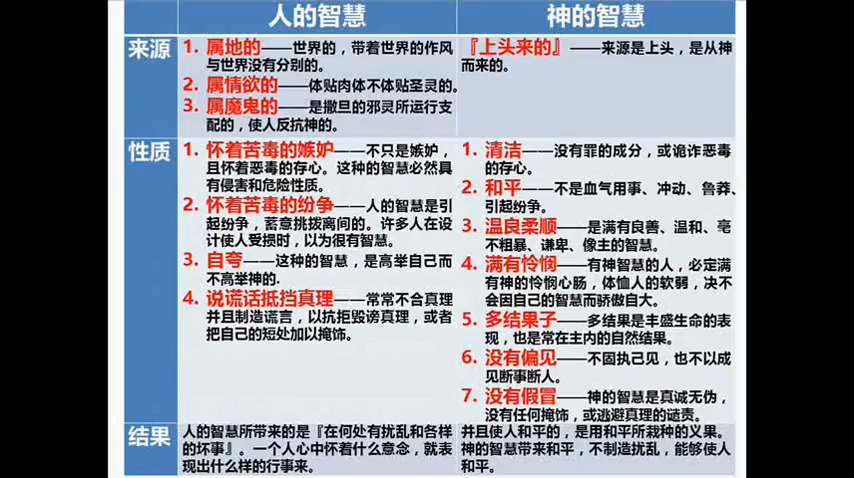 人的智慧
神的智慧
来源
1. 属地的——世界的，带着世界的作风
与世界没有分别的。
2. 属情欲的——体贴肉体不体贴圣灵的。
3. 属魔鬼的——是撒旦的邪灵所运行支
配的，使人反抗神的。
『上头来的』——来源是上头，是从神
而来的。
性质
1. 怀着苦毒的嫉妒——不只是嫉妒，
且怀着恶毒的存心。这种的智慧必然具
有侵害和危险性质。
2. 怀着苦毒的纷争——人的智慧是引
起纷争，蓄意挑拨离间的。许多人在设
计使人受损时，以为很有智慧。
3. 自夸——这种的智慧，是高举自己而
不高举神的.
4. 说谎话抵挡真理——常常不合真理
并且制造谎言，以抗拒毁谤真理，或者
把自己的短处加以掩饰。
1. 清洁——没有罪的成分，或诡诈恶毒
的存心。
2. 和平——不是血气用事、冲动、鲁莽、
引起纷争。
3. 温良柔顺——是满有良善、温和、毫
不粗暴、谦卑、像主的智慧。
4. 满有怜悯——有神智慧的人，必定满
有神的怜悯心肠，体恤人的软弱，决不
会因自己的智慧而骄傲自大。
5. 多结果子——多结果是丰盛生命的表
现，也是常在主内的自然结果。
6. 没有偏见——不固执己见，也不以成
见断事断人。
7. 没有假冒——神的智慧是真诚无伪，
没有任何掩饰，或逃避真理的谴责。
结果
人的智慧所带来的是『在何处有扰乱和各样
的坏事』。一个人心中怀着什么意念，就表
现出什么样的行事来。
并且使人和平的，是用和平所栽种的义果。
神的智慧带来和平，不制造扰乱，能够使人
和平。